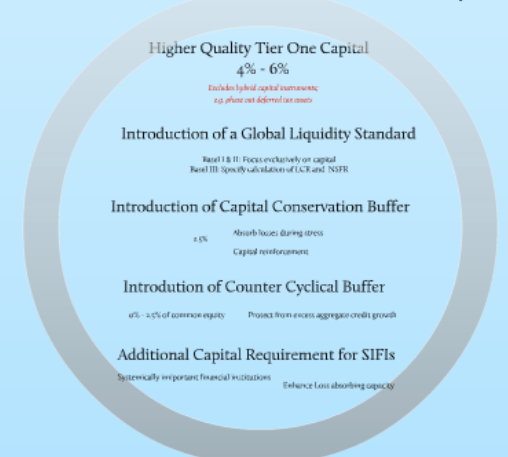 Higher Quality Tier One Capital
4% - 6%
Excludes hybrid capital instruments;
e.g. phase out deferred tax assets
Introduction of a Global Liquidity Standard
Basel I & II: Focus exclusively on capital
Basel III: Specify calculation of LCR and NSFR
Introduction of Capital Conservation Buffer
2.5%
Absorb losses during stress
Capital reinforcement
Introdution of Counter Cyclical Buffer
0% - 2.5% of common equity
Protect from excess aggregate credit growth
Additional Capital Requirement for SIFIs
Systemically important financial institutions
Enhance Loss absorbing capacity